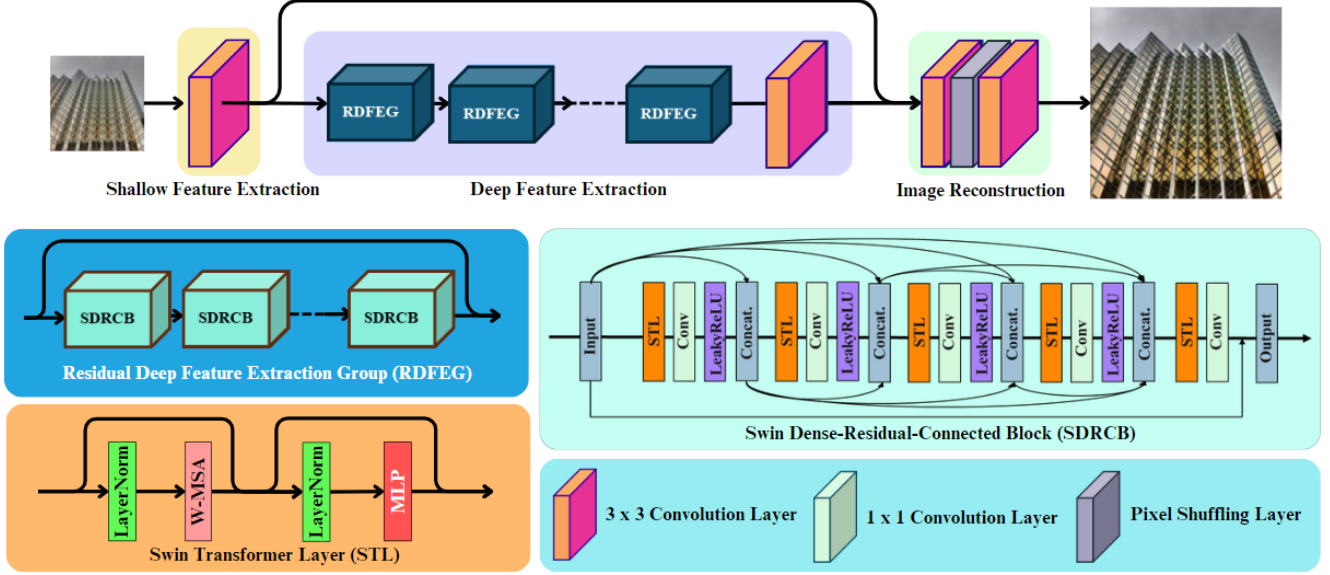 RDFEG
RDFEG
RDFEG
Shallow Feature Extraction
Deep Feature Extraction
Image Reconstruction
SDRCB
SDRCB
SDRCB
Residual Deep Feature Extraction Group (RDFEG)
Input
STL
Conv
LeakyReLU
Concat.
STL
Conv
LeakyReLU
Concat.
STL
Conv
LeakyReLU
Concat.
STL
Conv
LeakyReLU
Concat.
STL
Conv
Output
Swin Dense-Residual-Connected Block (SDRCB)
LayerNorm
W-MSA
LayerNorm
MLP
Swin Transformer Layer (STL)
3 x 3 Convolution Layer
1 x 1 Convolution Layer
Pixel Shuffling Layer